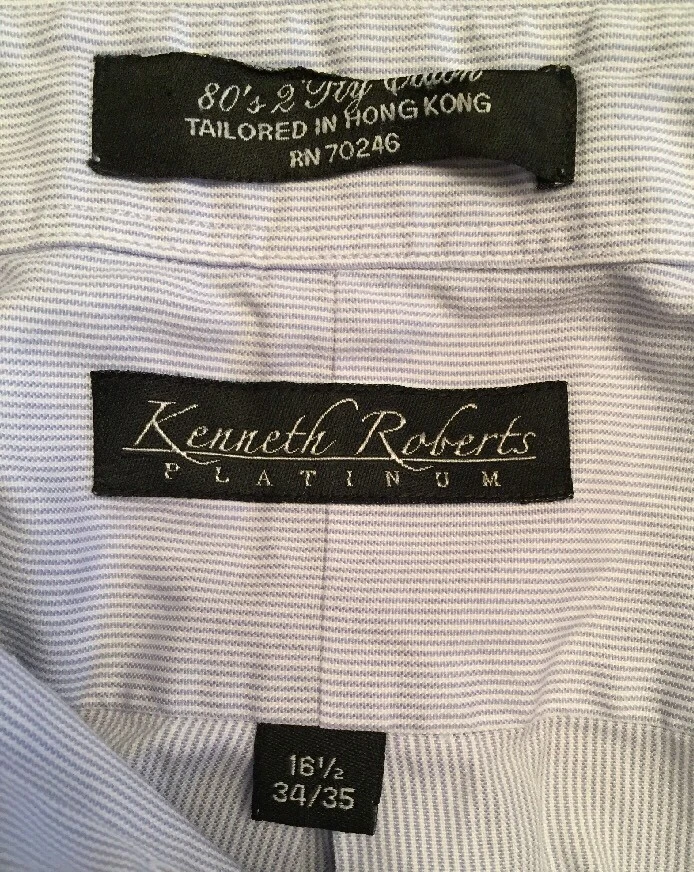 80's 2 Ply Cotton
TAILORED IN HONG KONG
RN 70246
Kenneth Roberts
PLATINUM
16½
34/35